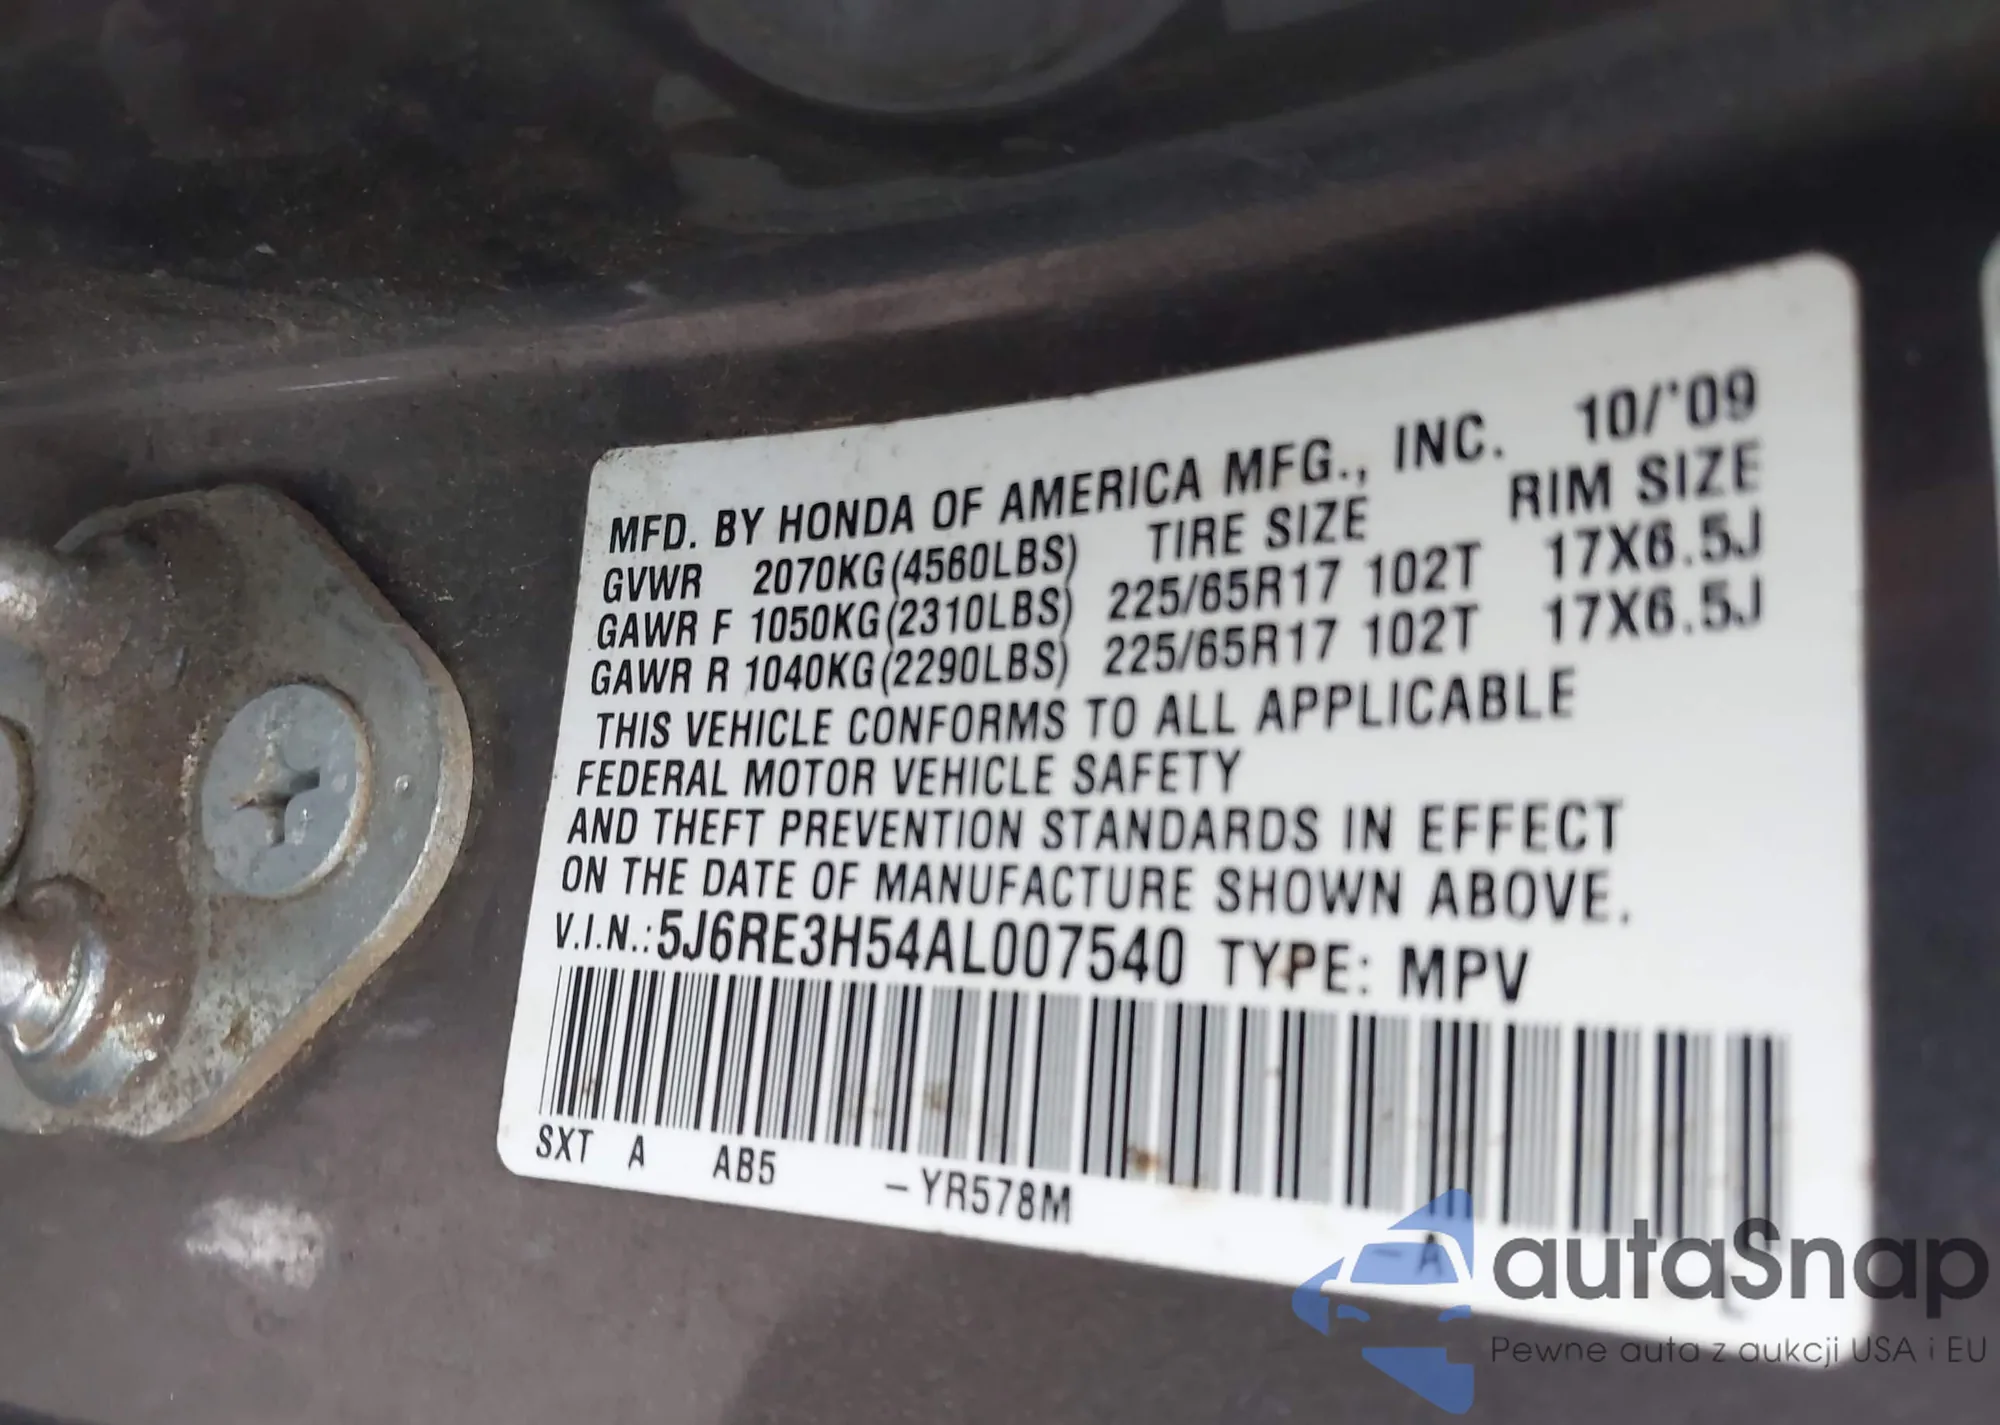 MFD. BY HONDA OF AMERICA MFG., INC. 10/'09
GVWR 2070KG(4560LBS) TIRE SIZE RIM SIZE
GAWR F 1050KG(2310LBS) 225/65R17 102T 17X6.5J
GAWR R 1040KG(2290LBS) 225/65R17 102T 17X6.5J
THIS VEHICLE CONFORMS TO ALL APPLICABLE
FEDERAL MOTOR VEHICLE SAFETY
AND THEFT PREVENTION STANDARDS IN EFFECT
ON THE DATE OF MANUFACTURE SHOWN ABOVE.
V.I.N.: 5J6RE3H54AL007540 TYPE: MPV
SXT A AB5 –YR578M –A
autaSnap
Pewne auta z aukcji USA i EU